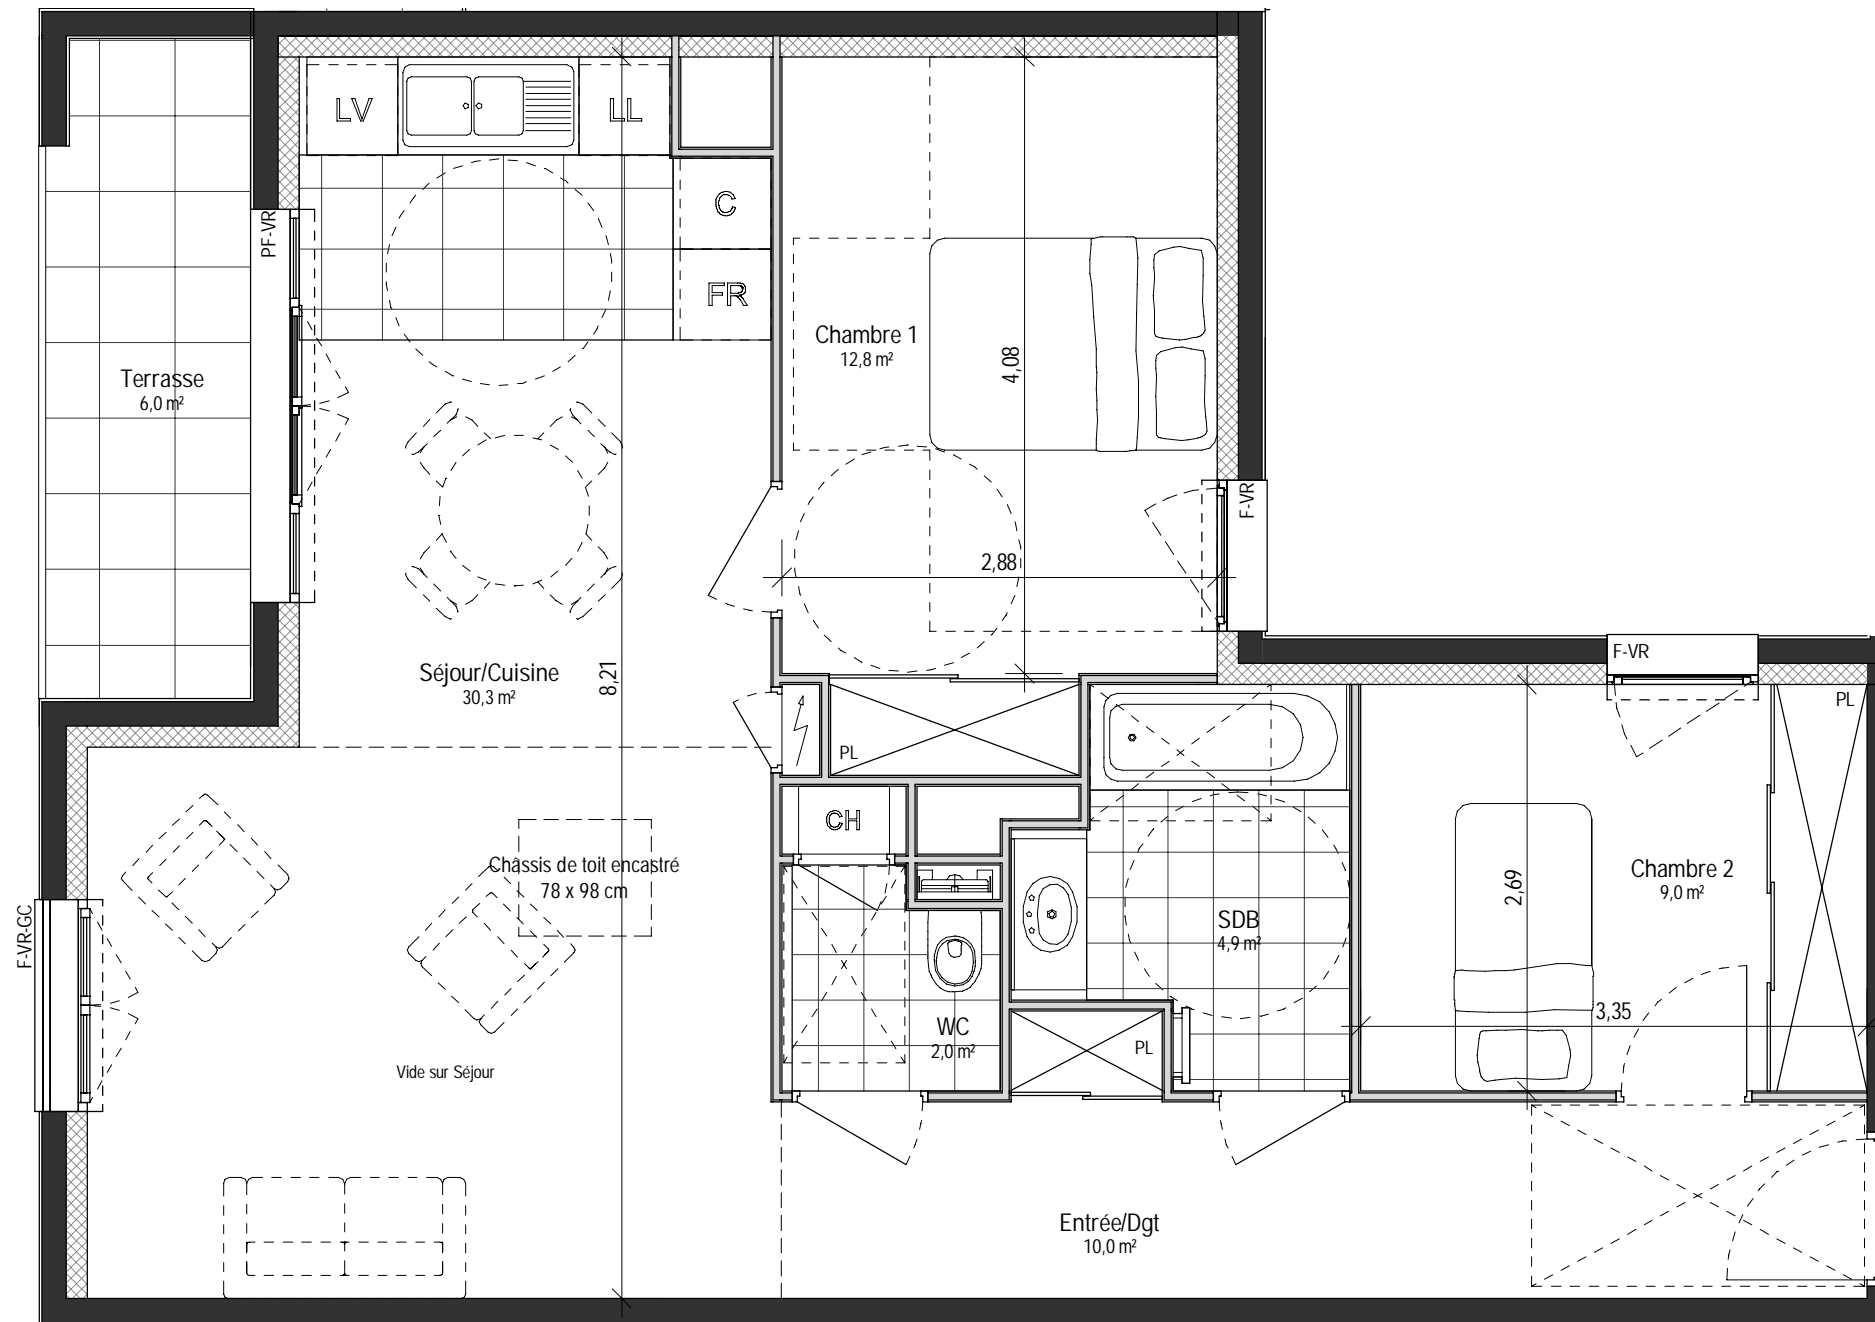 LV
LL
C
FR
PF-VR
Terrasse
6,0 m²
Chambre 1
12,8 m²
4,08
2,88
F-VR
Séjour/Cuisine
30,3 m²
8,21
F-VR
PL
PL
CH
Châssis de toit encastré
78 x 98 cm
Chambre 2
9,0 m²
2,69
SDB
4,9 m²
F-VR-GC
3,35
WC
2,0 m²
PL
Vide sur Séjour
Entrée/Dgt
10,0 m²